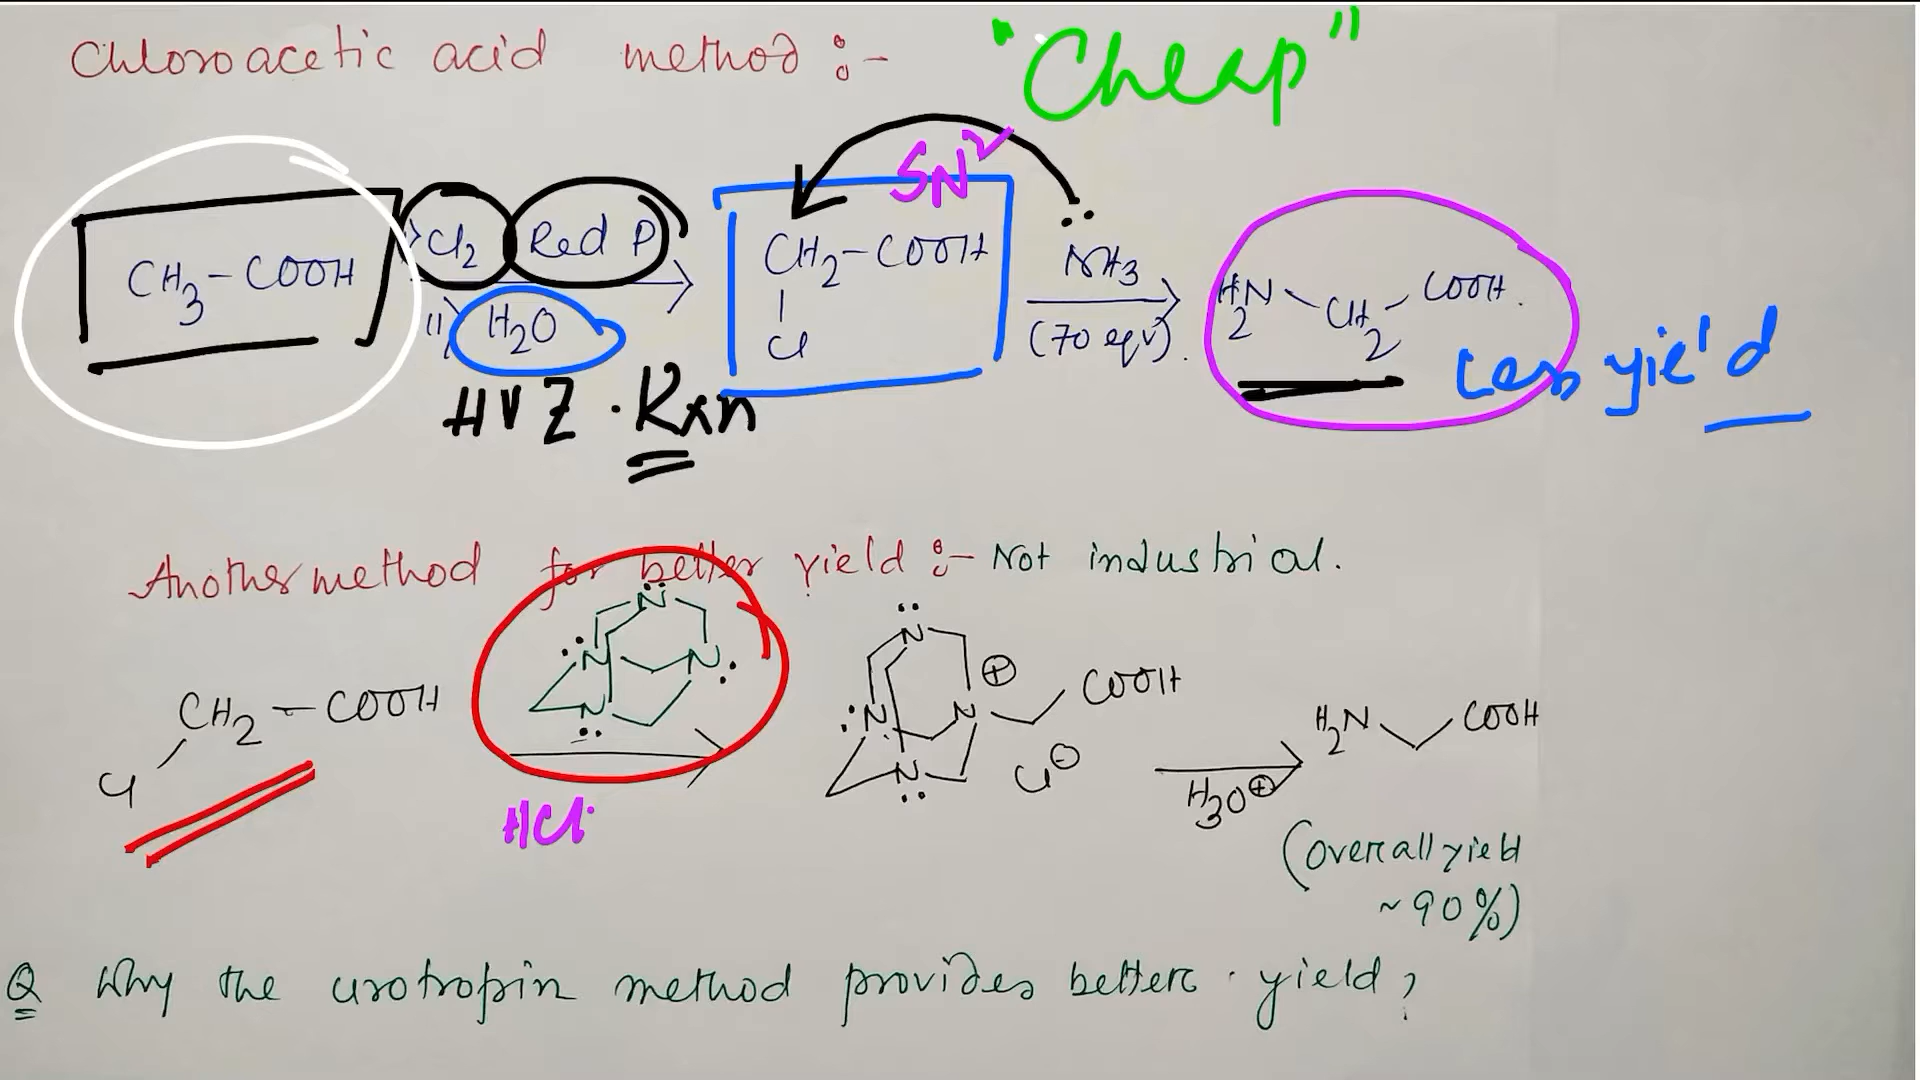 Chloroacetic acid method :-
"Cheap"
SN2
CH3-COOH
i) Cl2 Red P
ii) H2O
CH2-COOH
Cl
NH3
(70 eqv).
H2N CH2 COOH.
Less yield
HVZ. Rxn
Another method for better yield :- Not industrial.
N
N N
N
CH2-COOH
Cl
HCl.
N
N N ⊕ COOH
N
Cl⊖
H3O⊕
H2N COOH
(overall yield
~90%)
Q Why the urotropin method provides better yield?